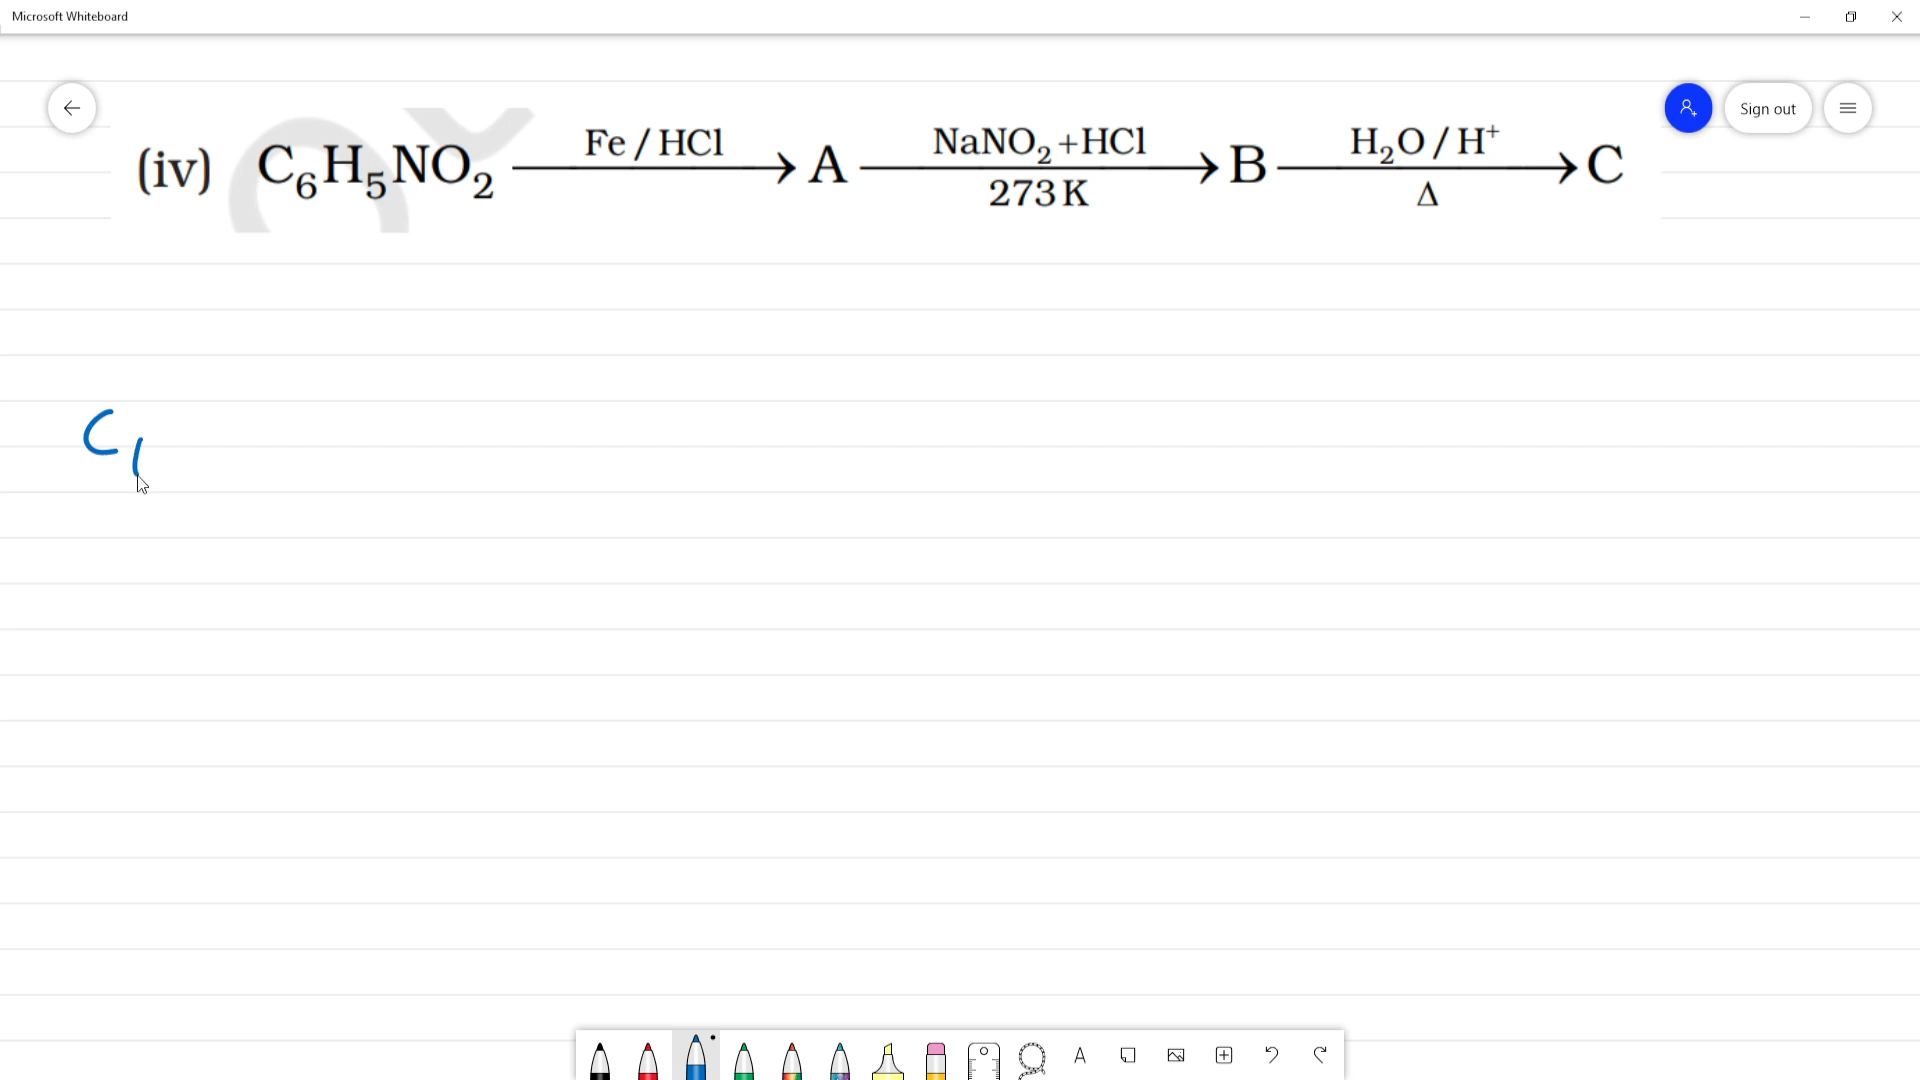 Microsoft Whiteboard
Sign out
(iv) C₆H₅NO₂ Fe / HCl → A NaNO₂+HCl 273 K → B H₂O / H⁺ Δ → C
C
A